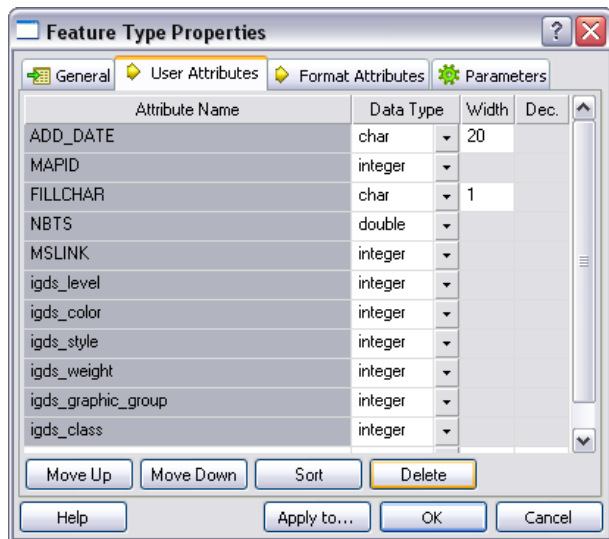 Feature Type Properties
General User Attributes Format Attributes Parameters
Attribute Name Data Type Width Dec.
ADD_DATE char 20
MAPID integer
FILLCHAR char 1
NBTS double
MSLINK integer
igds_level integer
igds_color integer
igds_style integer
igds_weight integer
igds_graphic_group integer
igds_class integer
Move Up Move Down Sort Delete
Help Apply to... OK Cancel